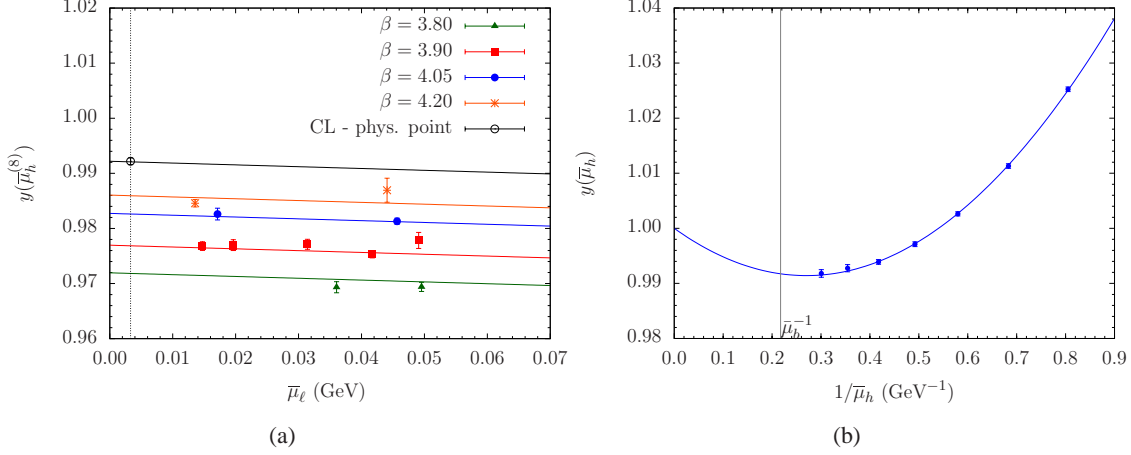 1.02
1.01
1.00
0.99
0.98
0.97
0.96
0.00 0.01 0.02 0.03 0.04 0.05 0.06 0.07
y(μ̅_h^(8))
μ̅_ℓ (GeV)
β = 3.80
β = 3.90
β = 4.05
β = 4.20
CL - phys. point
(a)
1.04
1.03
1.02
1.01
1.00
0.99
0.98
0.0 0.1 0.2 0.3 0.4 0.5 0.6 0.7 0.8 0.9
y(μ̅_h)
μ̅_h^-1
1/μ̅_h (GeV^-1)
(b)